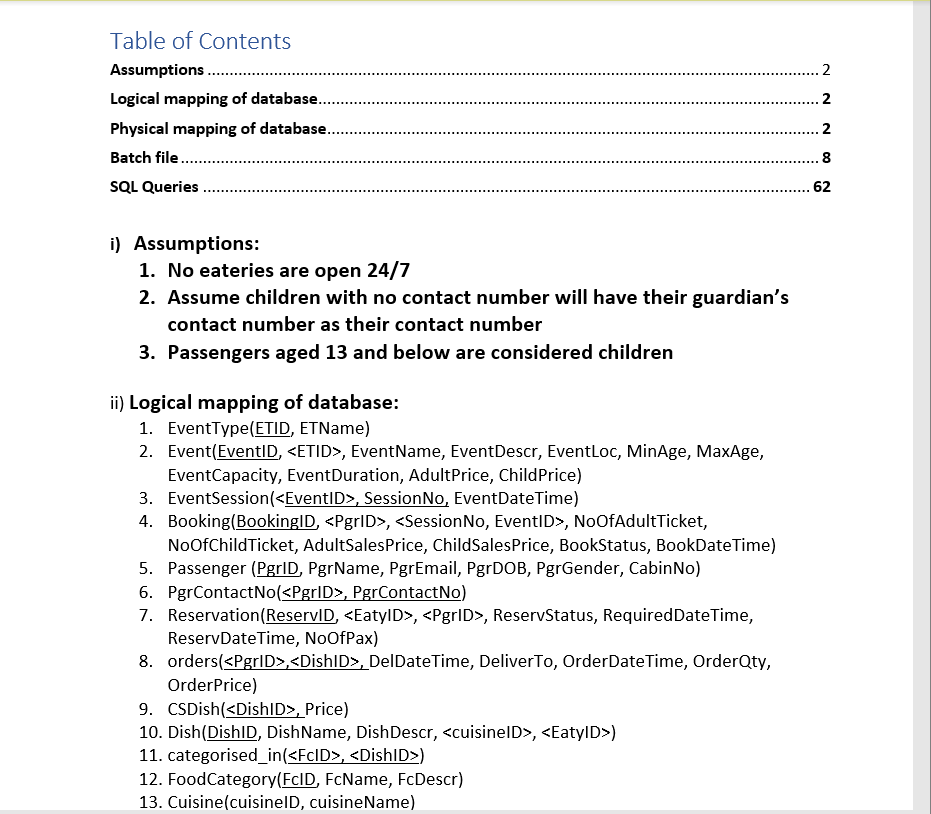 Table of Contents
Assumptions ........................................................................................................................ 2
Logical mapping of database................................................................................................ 2
Physical mapping of database.............................................................................................. 2
Batch file ............................................................................................................................. 8
SQL Queries ....................................................................................................................... 62
i) Assumptions:
1. No eateries are open 24/7
2. Assume children with no contact number will have their guardian’s
contact number as their contact number
3. Passengers aged 13 and below are considered children
ii) Logical mapping of database:
1. EventType(ETID, ETName)
2. Event(EventID, <ETID>, EventName, EventDescr, EventLoc, MinAge, MaxAge,
EventCapacity, EventDuration, AdultPrice, ChildPrice)
3. EventSession(<EventID>, SessionNo, EventDateTime)
4. Booking(BookingID, <PgrID>, <SessionNo, EventID>, NoOfAdultTicket,
NoOfChildTicket, AdultSalesPrice, ChildSalesPrice, BookStatus, BookDateTime)
5. Passenger (PgrID, PgrName, PgrEmail, PgrDOB, PgrGender, CabinNo)
6. PgrContactNo(<PgrID>, PgrContactNo)
7. Reservation(ReservID, <EatyID>, <PgrID>, ReservStatus, RequiredDateTime,
ReservDateTime, NoOfPax)
8. orders(<PgrID>,<DishID>, DelDateTime, DeliverTo, OrderDateTime, OrderQty,
OrderPrice)
9. CSDish(<DishID>, Price)
10. Dish(DishID, DishName, DishDescr, <cuisineID>, <EatyID>)
11. categorised_in(<FcID>, <DishID>)
12. FoodCategory(FcID, FcName, FcDescr)
13. Cuisine(cuisineID, cuisineName)